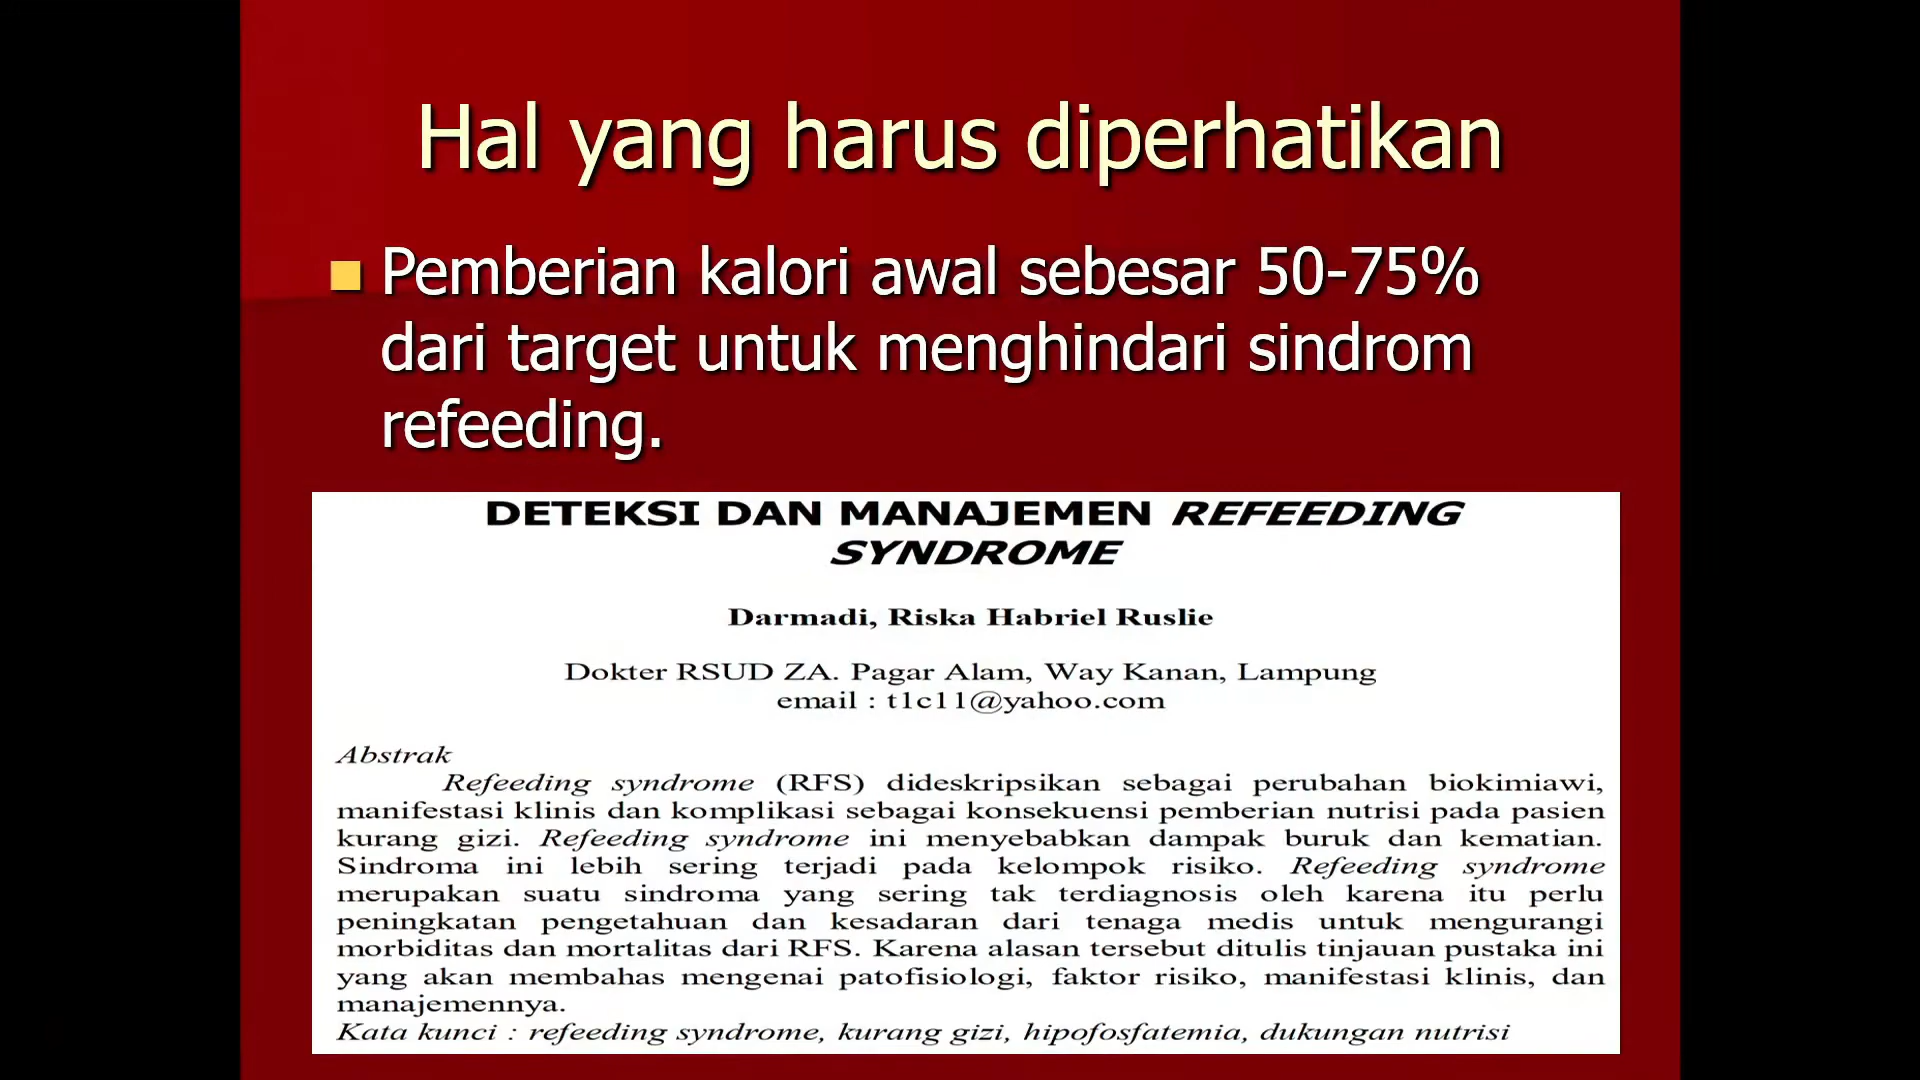 Hal yang harus diperhatikan
Pemberian kalori awal sebesar 50-75%
dari target untuk menghindari sindrom
refeeding.
DETEKSI DAN MANAJEMEN REFEEDING
SYNDROME
Darmadi, Riska Habriel Ruslie
Dokter RSUD ZA. Pagar Alam, Way Kanan, Lampung
email : t1c11@yahoo.com
Abstrak
Refeeding syndrome (RFS) dideskripsikan sebagai perubahan biokimiawi,
manifestasi klinis dan komplikasi sebagai konsekuensi pemberian nutrisi pada pasien
kurang gizi. Refeeding syndrome ini menyebabkan dampak buruk dan kematian.
Sindroma ini lebih sering terjadi pada kelompok risiko. Refeeding syndrome
merupakan suatu sindroma yang sering tak terdiagnosis oleh karena itu perlu
peningkatan pengetahuan dan kesadaran dari tenaga medis untuk mengurangi
morbiditas dan mortalitas dari RFS. Karena alasan tersebut ditulis tinjauan pustaka ini
yang akan membahas mengenai patofisiologi, faktor risiko, manifestasi klinis, dan
manajemennya.
Kata kunci : refeeding syndrome, kurang gizi, hipofosfatemia, dukungan nutrisi